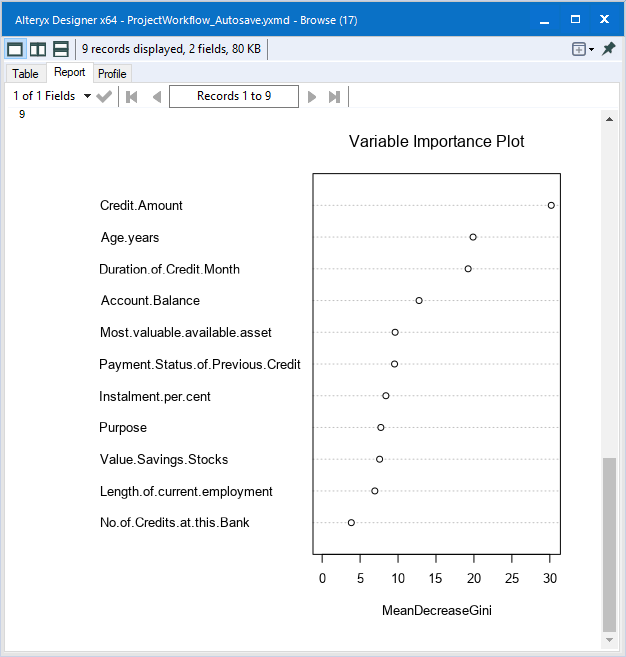 Alteryx Designer x64 - ProjectWorkflow_Autosave.yxmd - Browse (17)
9 records displayed, 2 fields, 80 KB
Table Report Profile
1 of 1 Fields Records 1 to 9
9
Variable Importance Plot
Credit.Amount
Age.years
Duration.of.Credit.Month
Account.Balance
Most.valuable.available.asset
Payment.Status.of.Previous.Credit
Instalment.per.cent
Purpose
Value.Savings.Stocks
Length.of.current.employment
No.of.Credits.at.this.Bank
0 5 10 15 20 25 30
MeanDecreaseGini